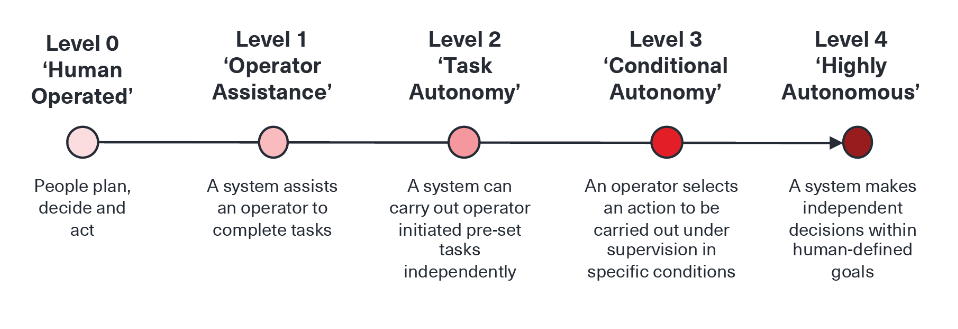 Level 0
‘Human
Operated’
Level 1
‘Operator
Assistance’
Level 2
‘Task
Autonomy’
Level 3
‘Conditional
Autonomy’
Level 4
‘Highly
Autonomous’
People plan,
decide and
act
A system assists
an operator to
complete tasks
A system can
carry out operator
initiated pre-set
tasks
independently
An operator selects
an action to be
carried out under
supervision in
specific conditions
A system makes
independent
decisions within
human-defined
goals